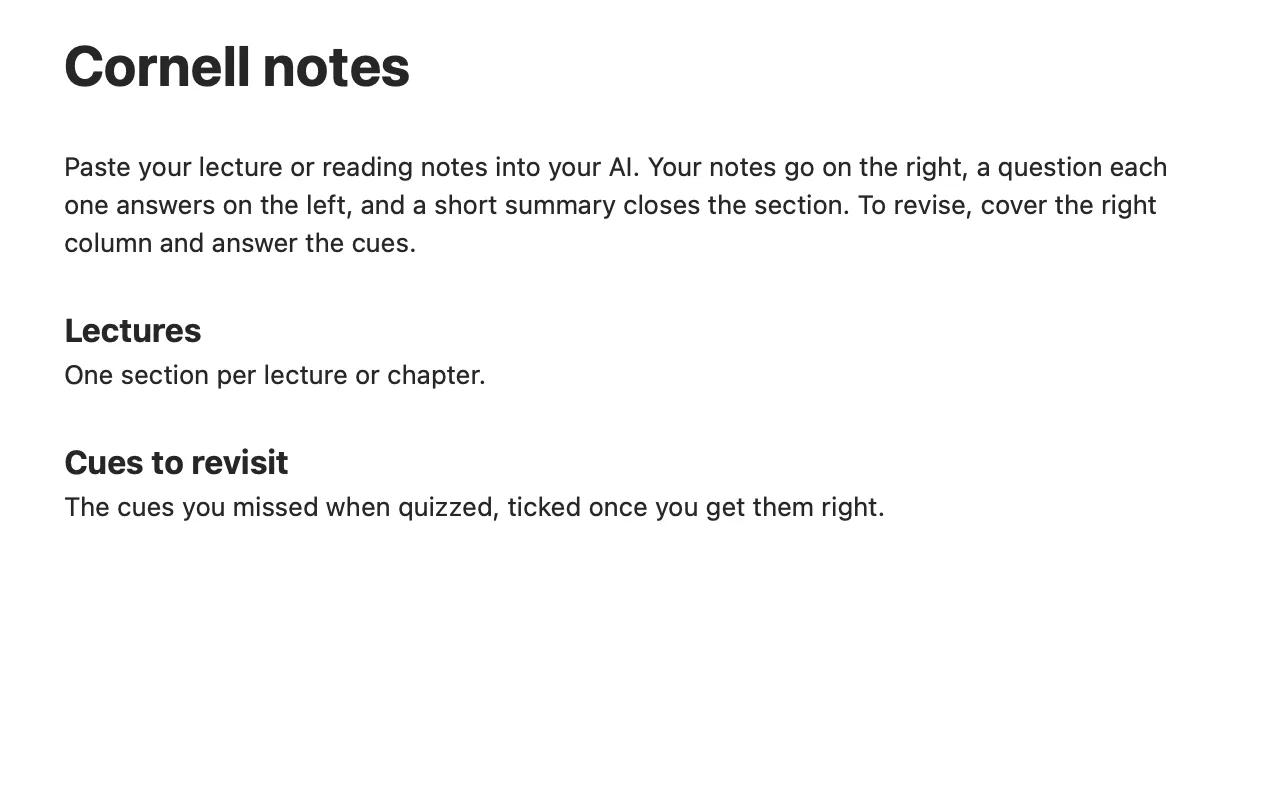 Cornell notes
Paste your lecture or reading notes into your AI. Your notes go on the right, a question each
one answers on the left, and a short summary closes the section. To revise, cover the right
column and answer the cues.
Lectures
One section per lecture or chapter.
Cues to revisit
The cues you missed when quizzed, ticked once you get them right.